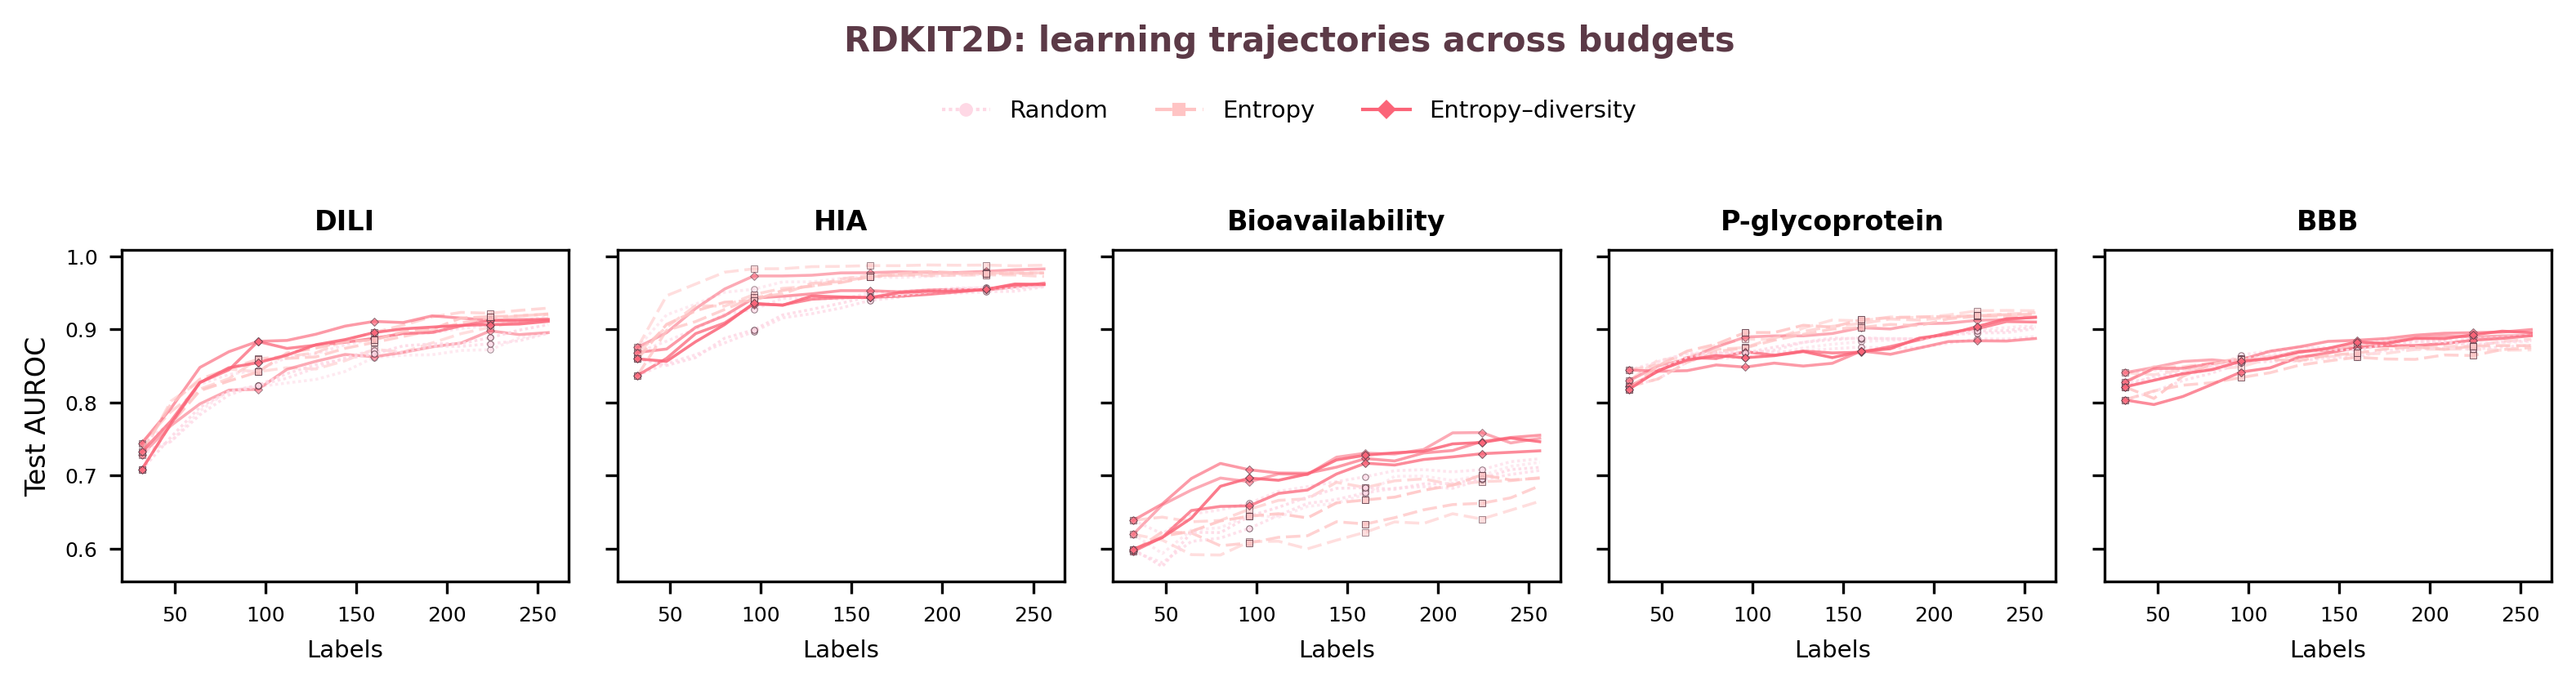 RDKIT2D: learning trajectories across budgets
Random Entropy Entropy–diversity
DILI HIA Bioavailability P-glycoprotein BBB
Test AUROC
1.0
0.9
0.8
0.7
0.6
50 100 150 200 250 50 100 150 200 250 50 100 150 200 250 50 100 150 200 250 50 100 150 200 250
Labels Labels Labels Labels Labels